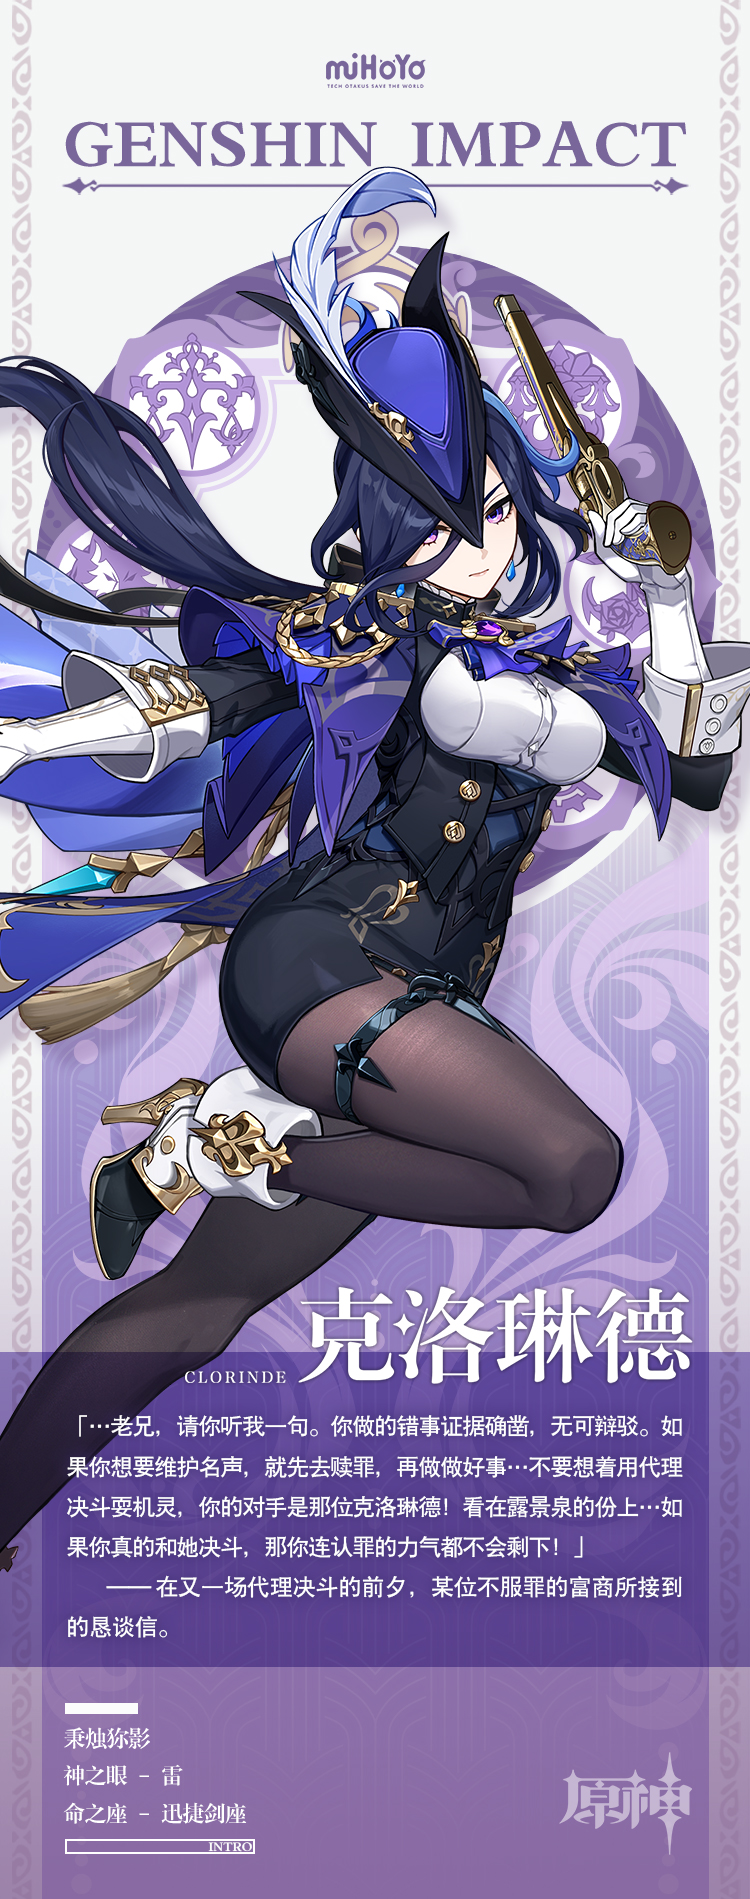 miHoYo
TECH OTAKUS SAVE THE WORLD
GENSHIN IMPACT
克洛琳德
CLORINDE
「…老兄，请你听我一句。你做的错事证据确凿，无可辩驳。如
果你想要维护名声，就先去赎罪，再做做好事…不要想着用代理
决斗耍机灵，你的对手是那位克洛琳德！看在露景泉的份上…如
果你真的和她决斗，那你连认罪的力气都不会剩下！」
——在又一场代理决斗的前夕，某位不服罪的富商所接到
的恳谈信。
秉烛狝影
神之眼 - 雷
命之座 - 迅捷剑座
INTRO
原神